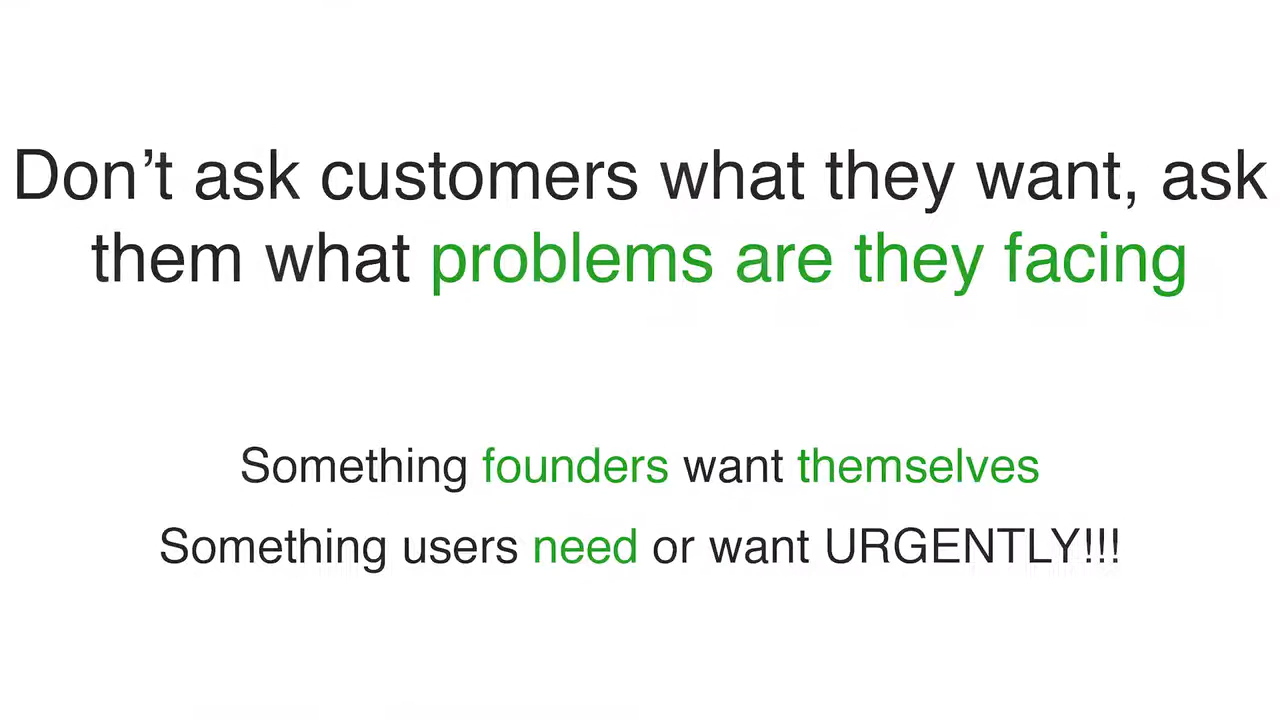 Don’t ask customers what they want, ask
them what problems are they facing
Something founders want themselves
Something users need or want URGENTLY!!!